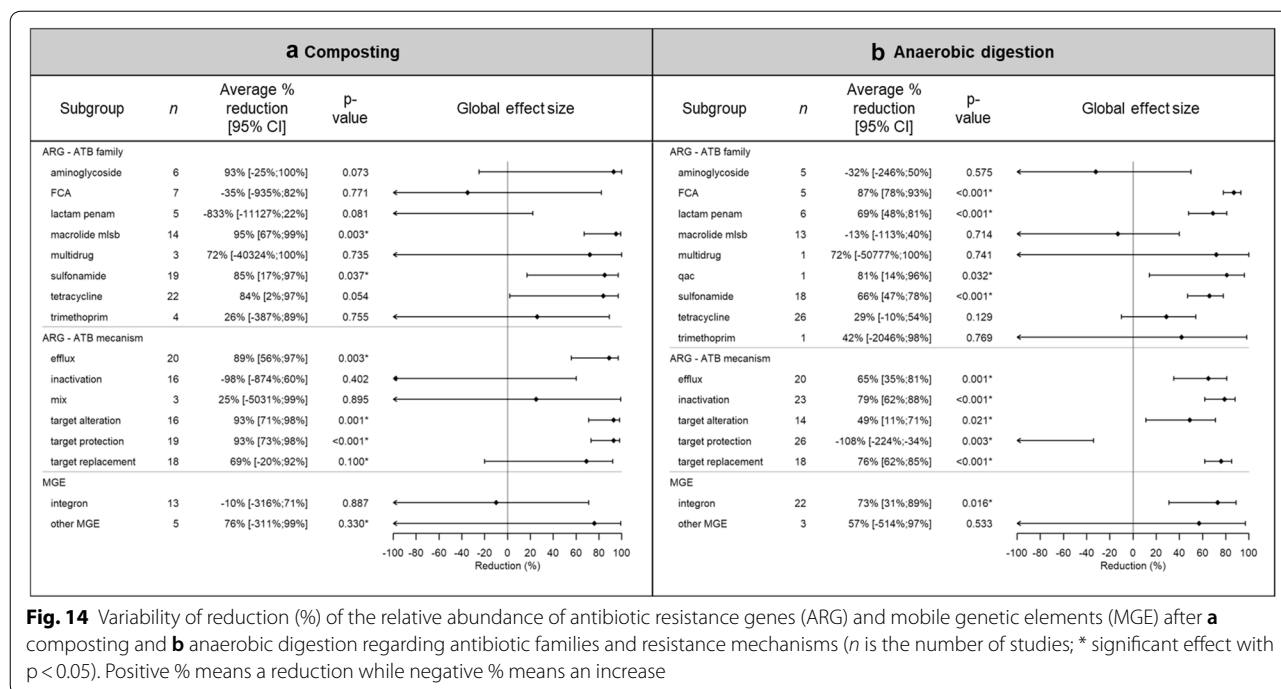 a Composting
Subgroup n Average % reduction [95% CI] p-value Global effect size
ARG - ATB family
aminoglycoside 6 93% [-25%;100%] 0.073
FCA 7 -35% [-935%;82%] 0.771
lactam penam 5 -833% [-11127%;22%] 0.081
macrolide mlsb 14 95% [67%;99%] 0.003*
multidrug 3 72% [-40324%;100%] 0.735
sulfonamide 19 85% [17%;97%] 0.037*
tetracycline 22 84% [2%;97%] 0.054
trimethoprim 4 26% [-387%;89%] 0.755
ARG - ATB mecanism
efflux 20 89% [56%;97%] 0.003*
inactivation 16 -98% [-874%;60%] 0.402
mix 3 25% [-5031%;99%] 0.895
target alteration 16 93% [71%;98%] 0.001*
target protection 19 93% [73%;98%] <0.001*
target replacement 18 69% [-20%;92%] 0.100*
MGE
integron 13 -10% [-316%;71%] 0.887
other MGE 5 76% [-311%;99%] 0.330*
-100 -80 -60 -40 -20 0 20 40 60 80 100
Reduction (%)
b Anaerobic digestion
Subgroup n Average % reduction [95% CI] p-value Global effect size
ARG - ATB family
aminoglycoside 5 -32% [-246%;50%] 0.575
FCA 5 87% [78%;93%] <0.001*
lactam penam 6 69% [48%;81%] <0.001*
macrolide mlsb 13 -13% [-113%;40%] 0.714
multidrug 1 72% [-50777%;100%] 0.741
qac 1 81% [14%;96%] 0.032*
sulfonamide 18 66% [47%;78%] <0.001*
tetracycline 26 29% [-10%;54%] 0.129
trimethoprim 1 42% [-2046%;98%] 0.769
ARG - ATB mecanism
efflux 20 65% [35%;81%] 0.001*
inactivation 23 79% [62%;88%] <0.001*
target alteration 14 49% [11%;71%] 0.021*
target protection 26 -108% [-224%;-34%] 0.003*
target replacement 18 76% [62%;85%] <0.001*
MGE
integron 22 73% [31%;89%] 0.016*
other MGE 3 57% [-514%;97%] 0.533
-100 -80 -60 -40 -20 0 20 40 60 80 100
Reduction (%)
Fig. 14 Variability of reduction (%) of the relative abundance of antibiotic resistance genes (ARG) and mobile genetic elements (MGE) after a
composting and b anaerobic digestion regarding antibiotic families and resistance mechanisms (n is the number of studies; * significant effect with
p < 0.05). Positive % means a reduction while negative % means an increase